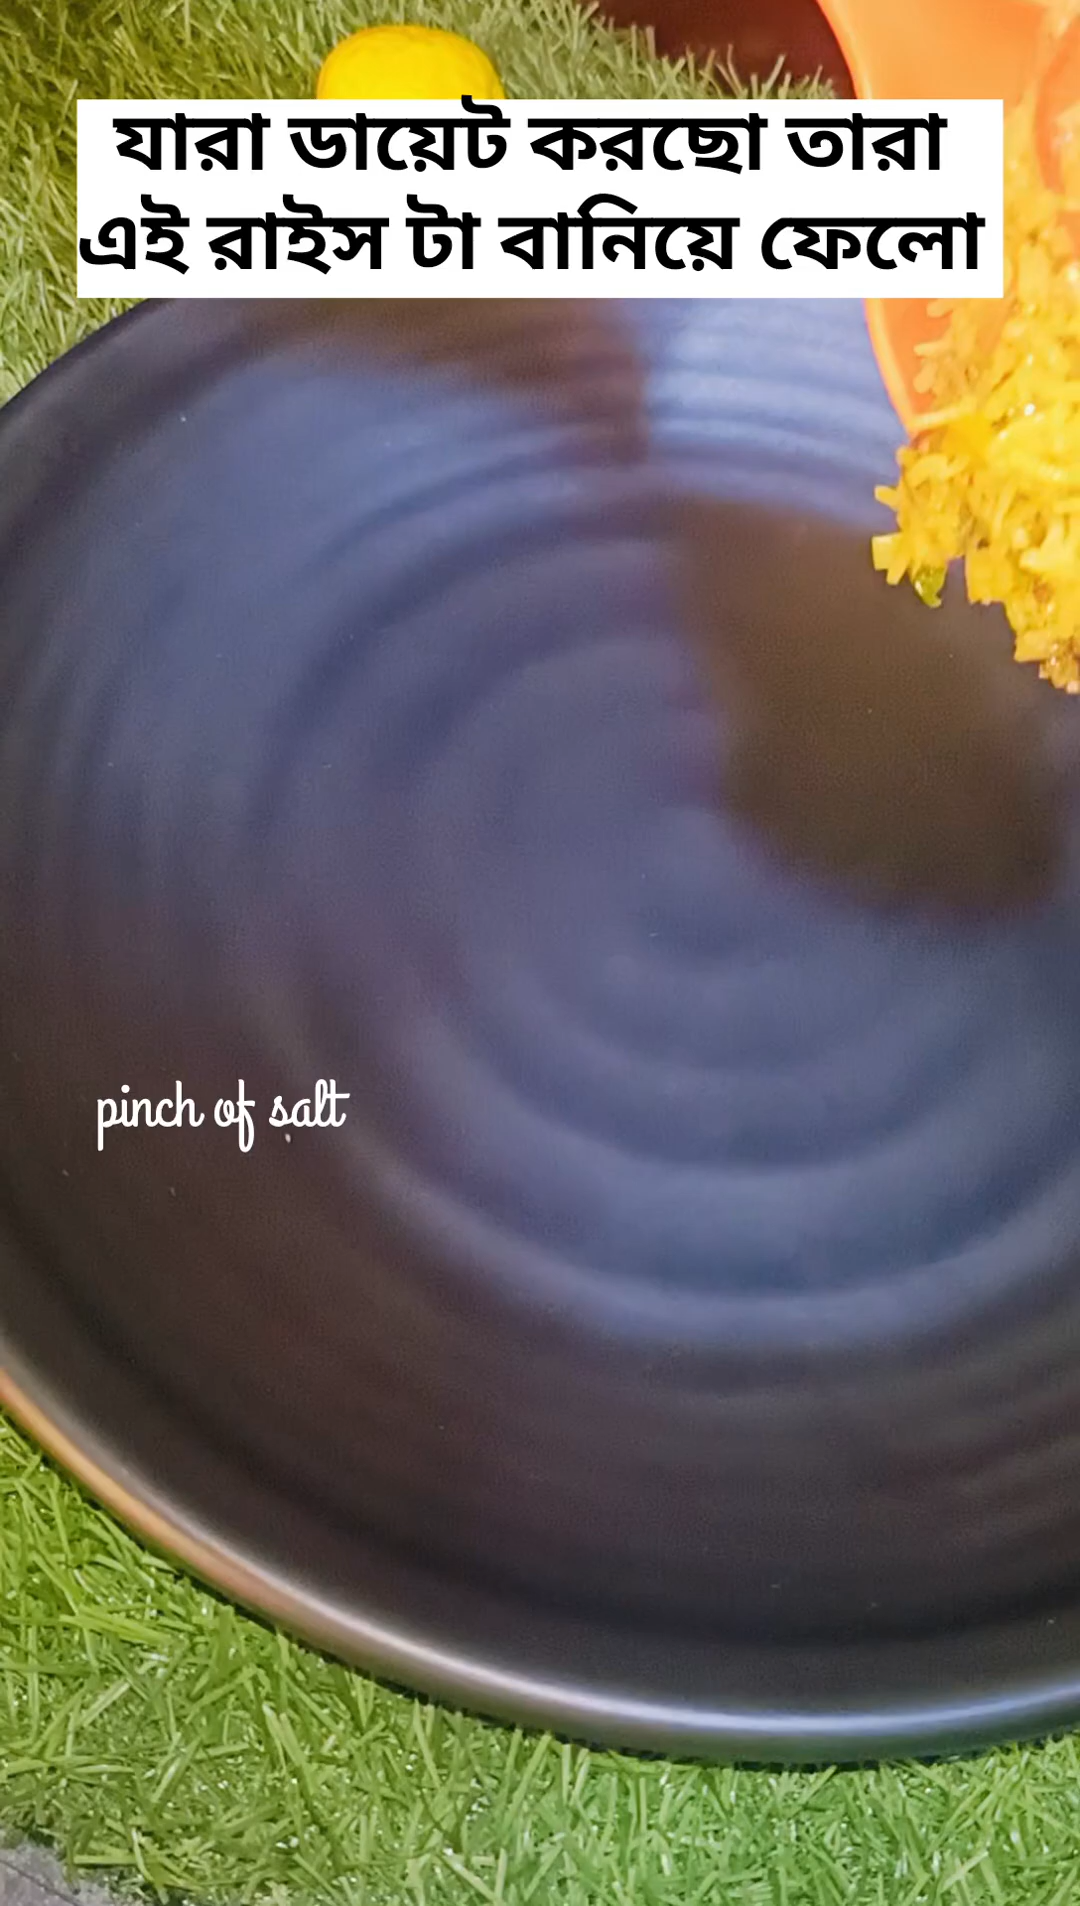 যারা ডায়েট করছো তারা
এই রাইস টা বানিয়ে ফেলো
pinch of salt